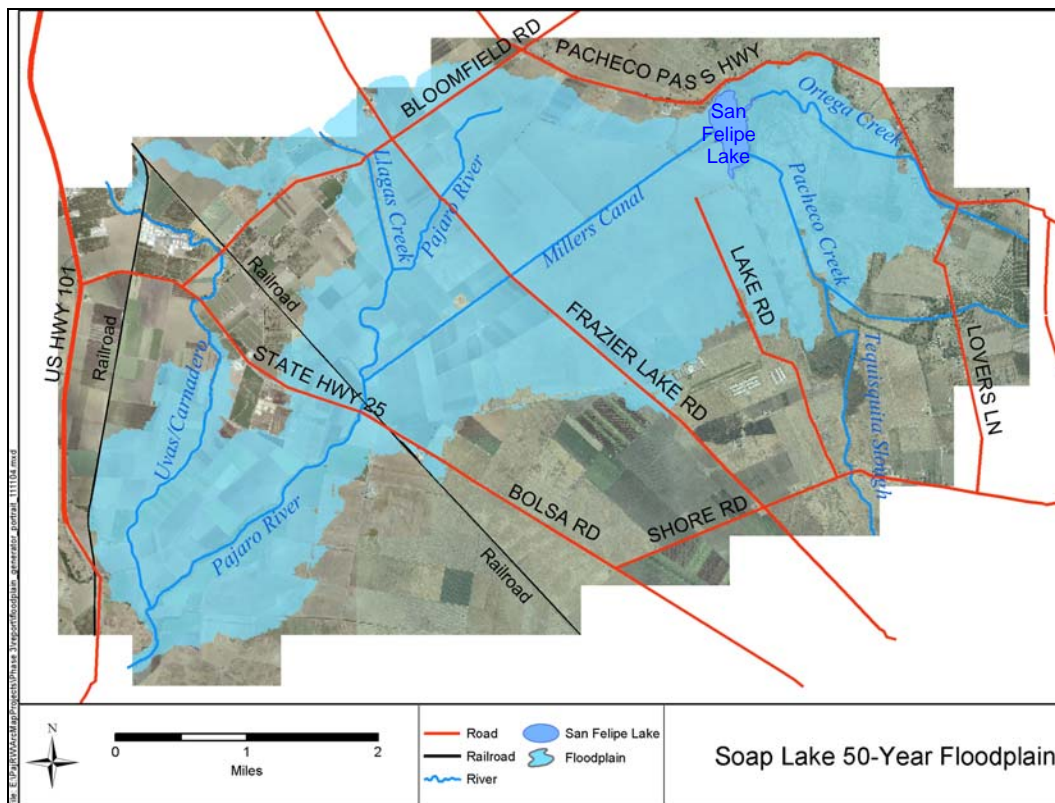 BLOOMFIELD RD
PACHECO PASS HWY
Ortega Creek
San
Felipe
Lake
Llagas Creek
Pajaro River
Pacheco Creek
Millers Canal
Railroad
LAKE RD
US HWY 101
Railroad
FRAZIER LAKE RD
LOVERS LN
STATE HWY 25
Tequisquita Slough
Uvas/Carnadero
BOLSA RD
SHORE RD
Pajaro River
Railroad
N
0 1 2
Miles
Road
Railroad
River
San Felipe Lake
Floodplain
Soap Lake 50-Year Floodplain